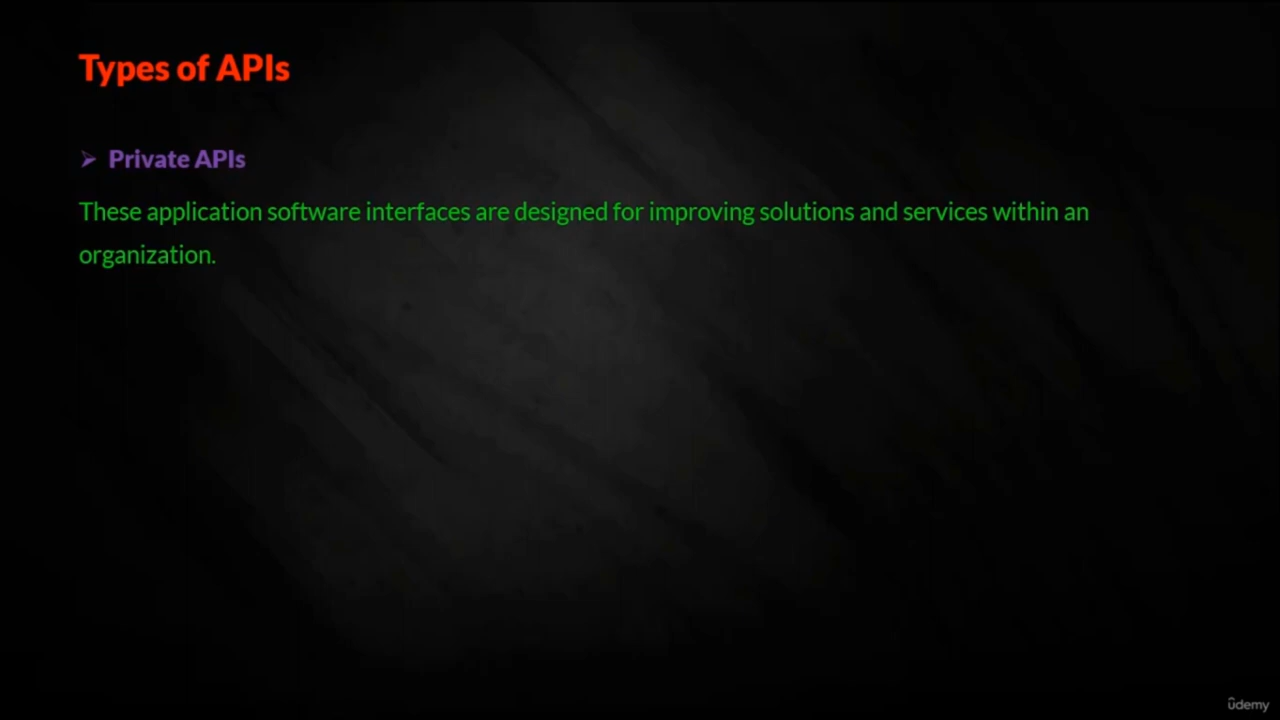 Types of APIs
➢ Private APIs
These application software interfaces are designed for improving solutions and services within an
organization.
ûdemy